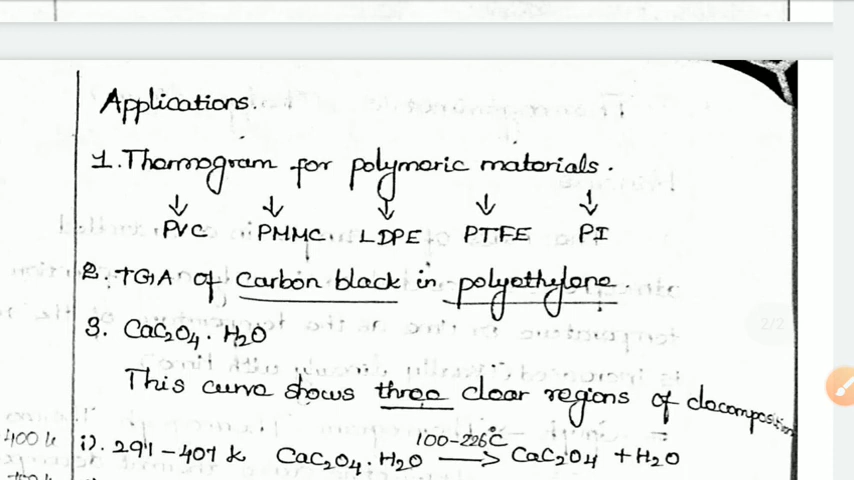 Applications.
1. Thermogram for polymeric materials.
↓ ↓ ↓ ↓ ↓
PVC PMMC. LDPE PTFE PI
2. TGA of carbon black in polyethylene.
3. CaC₂O₄. H₂O
This curve shows three clear regions of decomposition
100-226°C
400 k i). 291 - 407 k CaC₂O₄. H₂O → CaC₂O₄ + H₂O
2/2